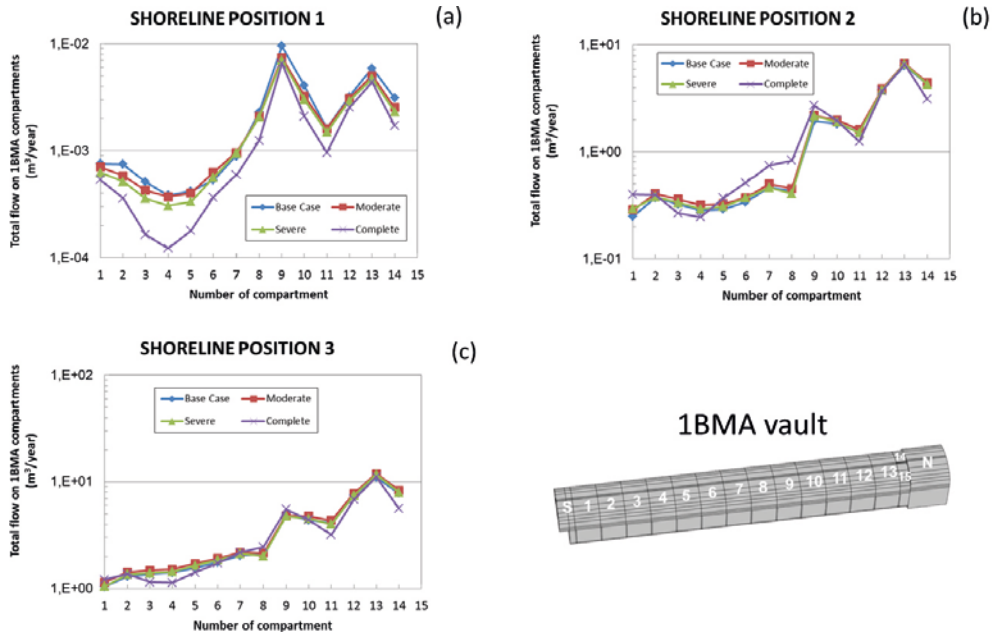 SHORELINE POSITION 1
(a)
Total flow on 1BMA compartments
(m³/year)
1,E-02
1,E-03
1,E-04
Base Case
Moderate
Severe
Complete
1 2 3 4 5 6 7 8 9 10 11 12 13 14 15
Number of compartment
SHORELINE POSITION 2
(b)
Total flow on 1BMA compartments
(m³/year)
1,E+01
1,E+00
1,E-01
Base Case
Moderate
Severe
Complete
1 2 3 4 5 6 7 8 9 10 11 12 13 14 15
Number of compartment
SHORELINE POSITION 3
(c)
Total flow on 1BMA compartments
(m³/year)
1,E+02
1,E+01
1,E+00
Base Case
Moderate
Severe
Complete
1 2 3 4 5 6 7 8 9 10 11 12 13 14 15
Number of compartment
1BMA vault
S 1 2 3 4 5 6 7 8 9 10 11 12 13 14 15 N